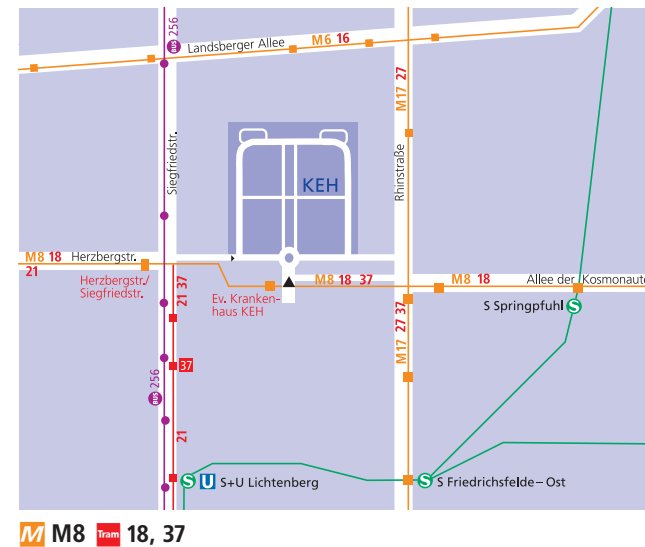 BUS 256
Landsberger Allee
M6 16
M17 27
Siegfriedstr.
Rhinstraße
KEH
M8 18
Herzbergstr.
21
Herzbergstr./
Siegfriedstr.
21 37
Ev. Kranken-
haus KEH
M8 18 37
M8 18
Allee der Kosmonaute
S Springpfuhl
S
M17 27 37
37
BUS 256
21
S
U
S+U Lichtenberg
S
S Friedrichsfelde – Ost
M M8 Tram 18, 37